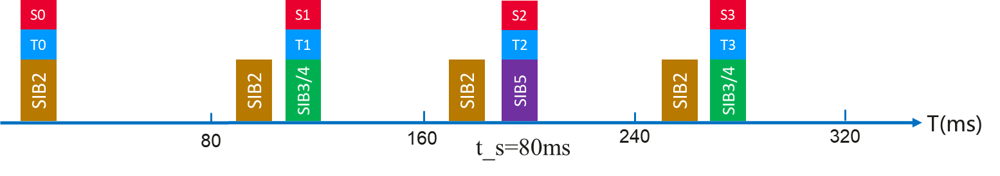 S0 S1 S2 S3
T0 T1 T2 T3
SIB2 SIB2 SIB3/4 SIB2 SIB5 SIB2 SIB3/4
T(ms)
80 160 240 320
t_s=80ms